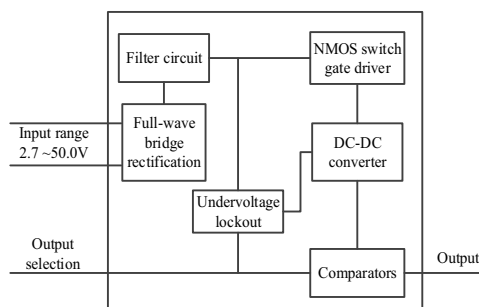 Filter circuit
NMOS switch
gate driver
Input range
2.7 ~50.0V
Full-wave
bridge
rectification
DC-DC
converter
Undervoltage
lockout
Output
selection
Comparators
Output